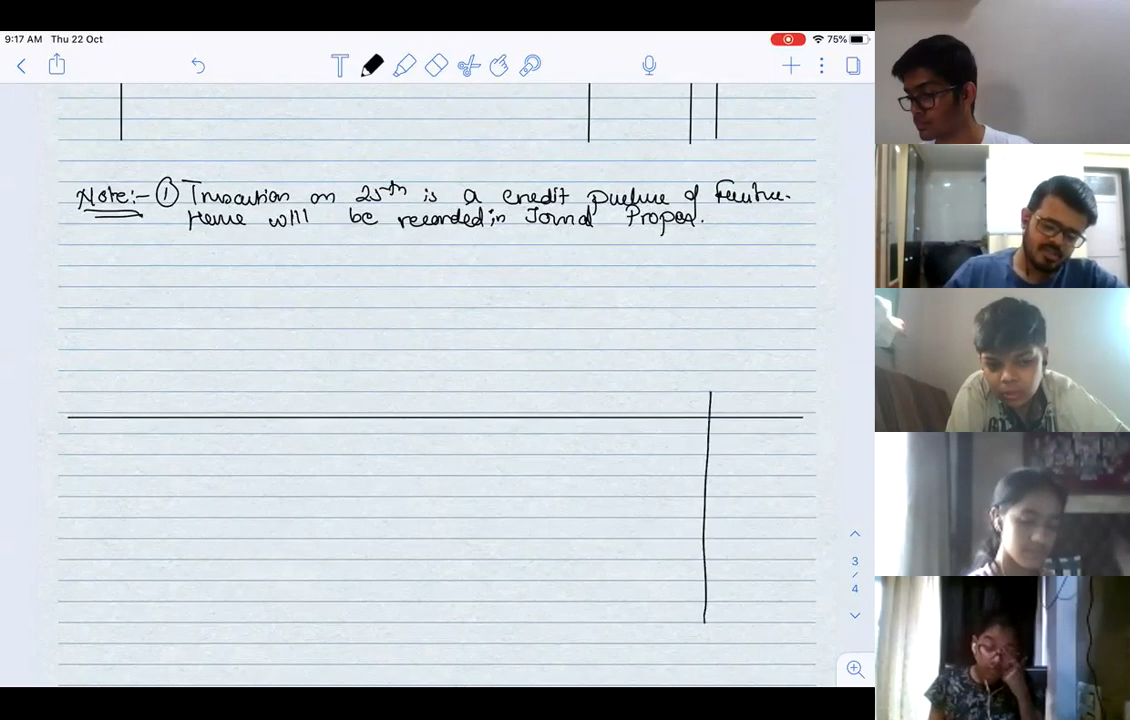 9:17 AM Thu 22 Oct
75%
Note:- ① Transaction on 25th is a credit purchase of Furniture.
Hence will be recorded in Journal Proper.
3
/
4